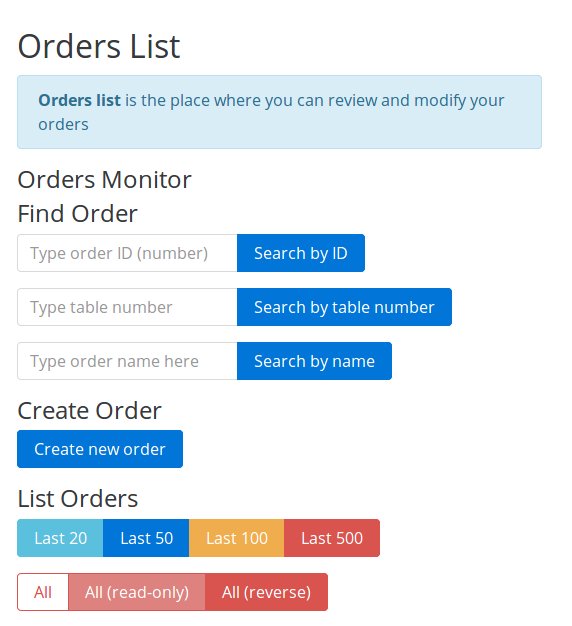 Orders List
Orders list is the place where you can review and modify your
orders
Orders Monitor
Find Order
Type order ID (number) Search by ID
Type table number Search by table number
Type order name here Search by name
Create Order
Create new order
List Orders
Last 20 Last 50 Last 100 Last 500
All All (read-only) All (reverse)